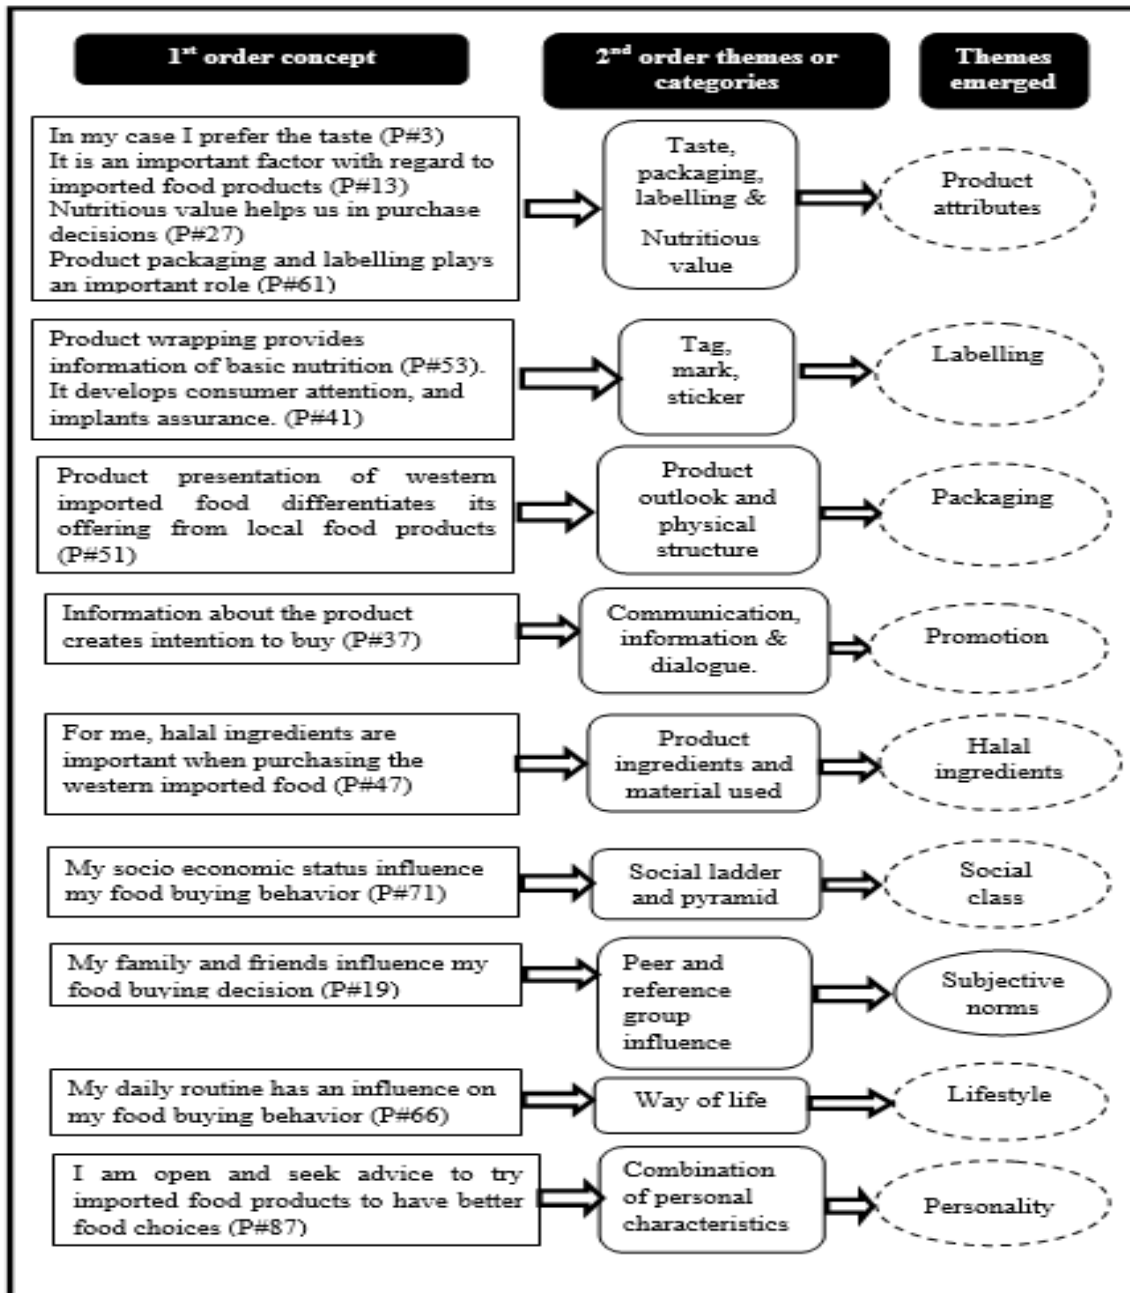 1st order concept
2nd order themes or
categories
Themes
emerged
In my case I prefer the taste (P#3)
It is an important factor with regard to
imported food products (P#13)
Nutritious value helps us in purchase
decisions (P#27)
Product packaging and labelling plays
an important role (P#61)
Taste,
packaging,
labelling &
Nutritious
value
Product
attributes
Product wrapping provides
information of basic nutrition (P#53).
It develops consumer attention, and
implants assurance. (P#41)
Tag,
mark,
sticker
Labelling
Product presentation of western
imported food differentiates its
offering from local food products
(P#51)
Product
outlook and
physical
structure
Packaging
Information about the product
creates intention to buy (P#37)
Communication,
information &
dialogue.
Promotion
For me, halal ingredients are
important when purchasing the
western imported food (P#47)
Product
ingredients and
material used
Halal
ingredients
My socio economic status influence
my food buying behavior (P#71)
Social ladder
and pyramid
Social
class
My family and friends influence my
food buying decision (P#19)
Peer and
reference
group
influence
Subjective
norms
My daily routine has an influence on
my food buying behavior (P#66)
Way of life
Lifestyle
I am open and seek advice to try
imported food products to have better
food choices (P#87)
Combination
of personal
characteristics
Personality